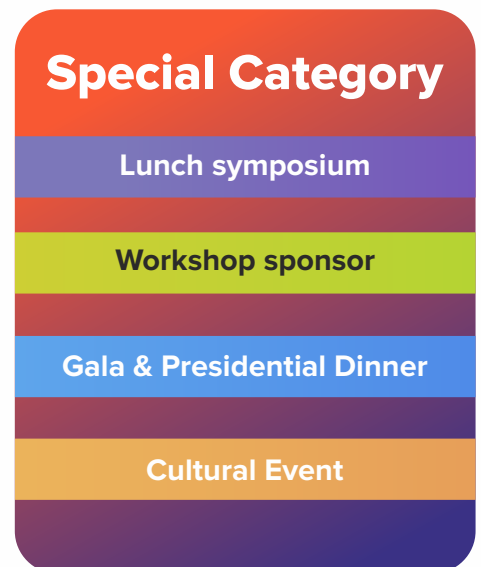 Special Category
Lunch symposium
Workshop sponsor
Gala & Presidential Dinner
Cultural Event